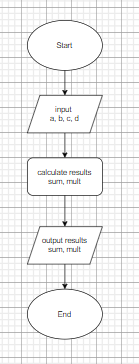 Start
input
a, b, c, d
calculate results
sum, mult
output results
sum, mult
End